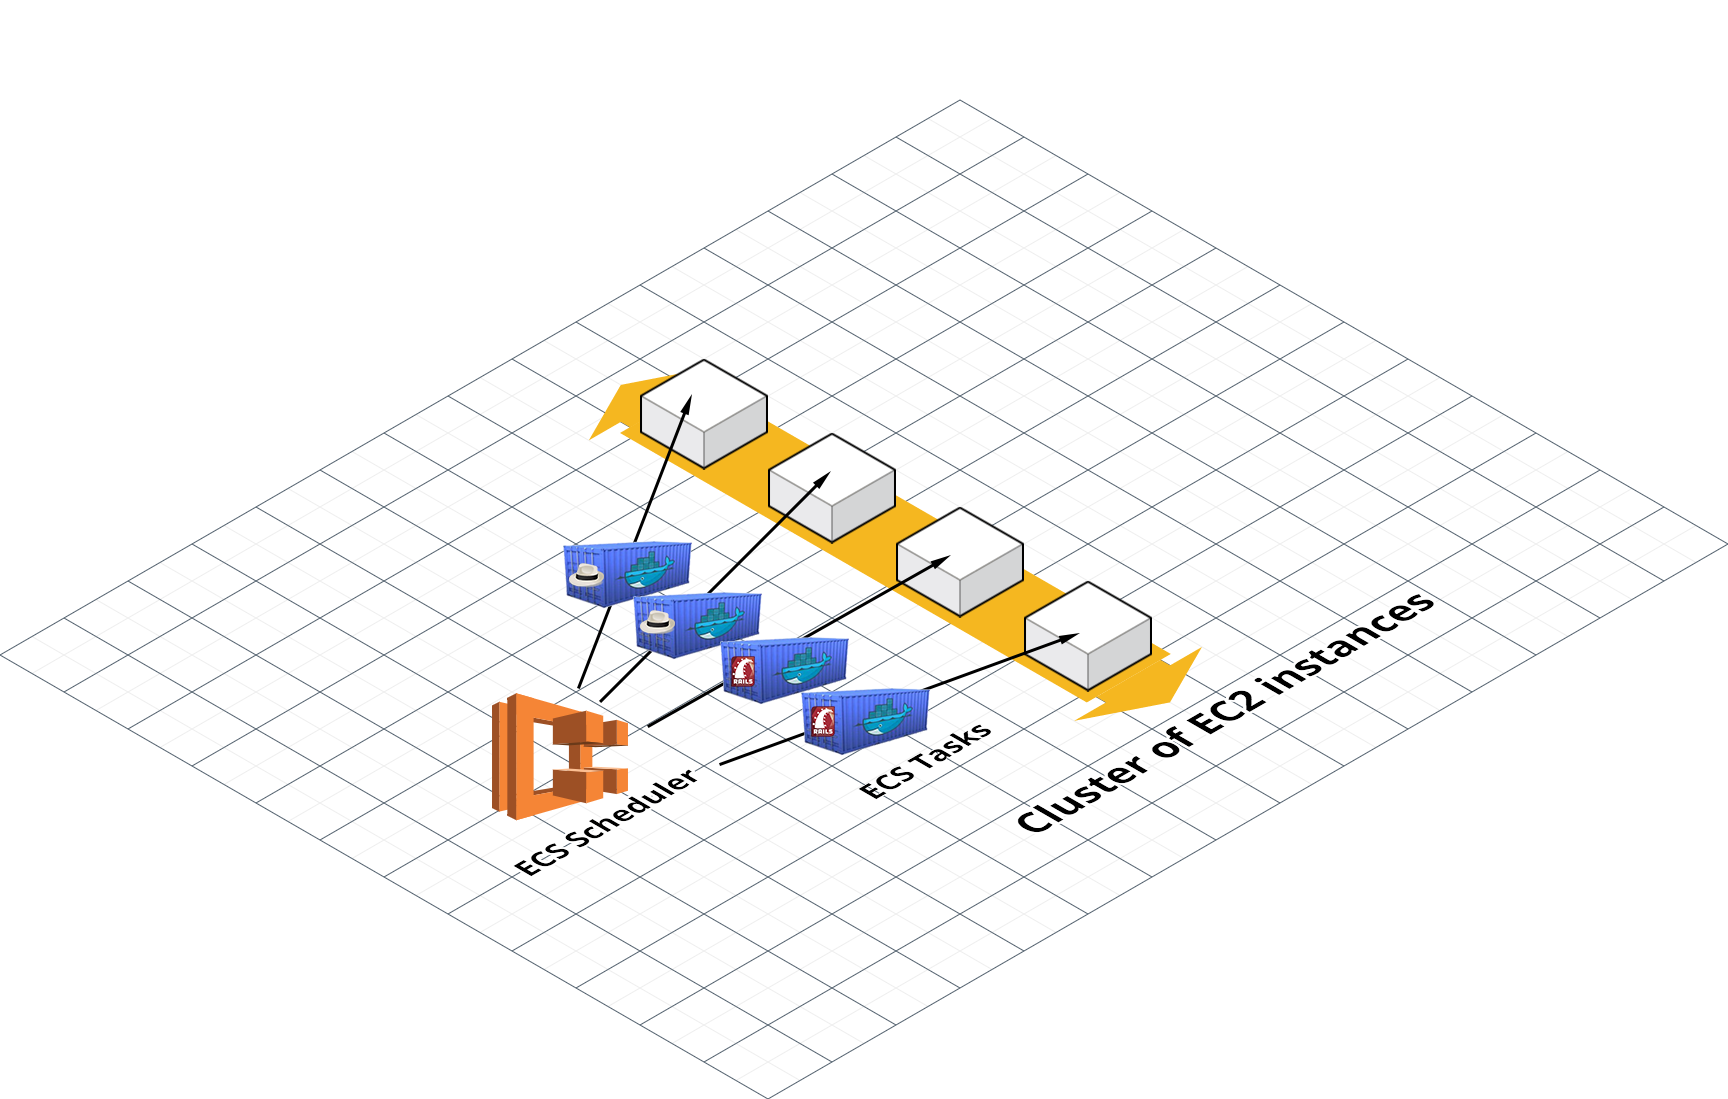 RAILS
RAILS
ECS Scheduler
ECS Tasks
Cluster of EC2 instances